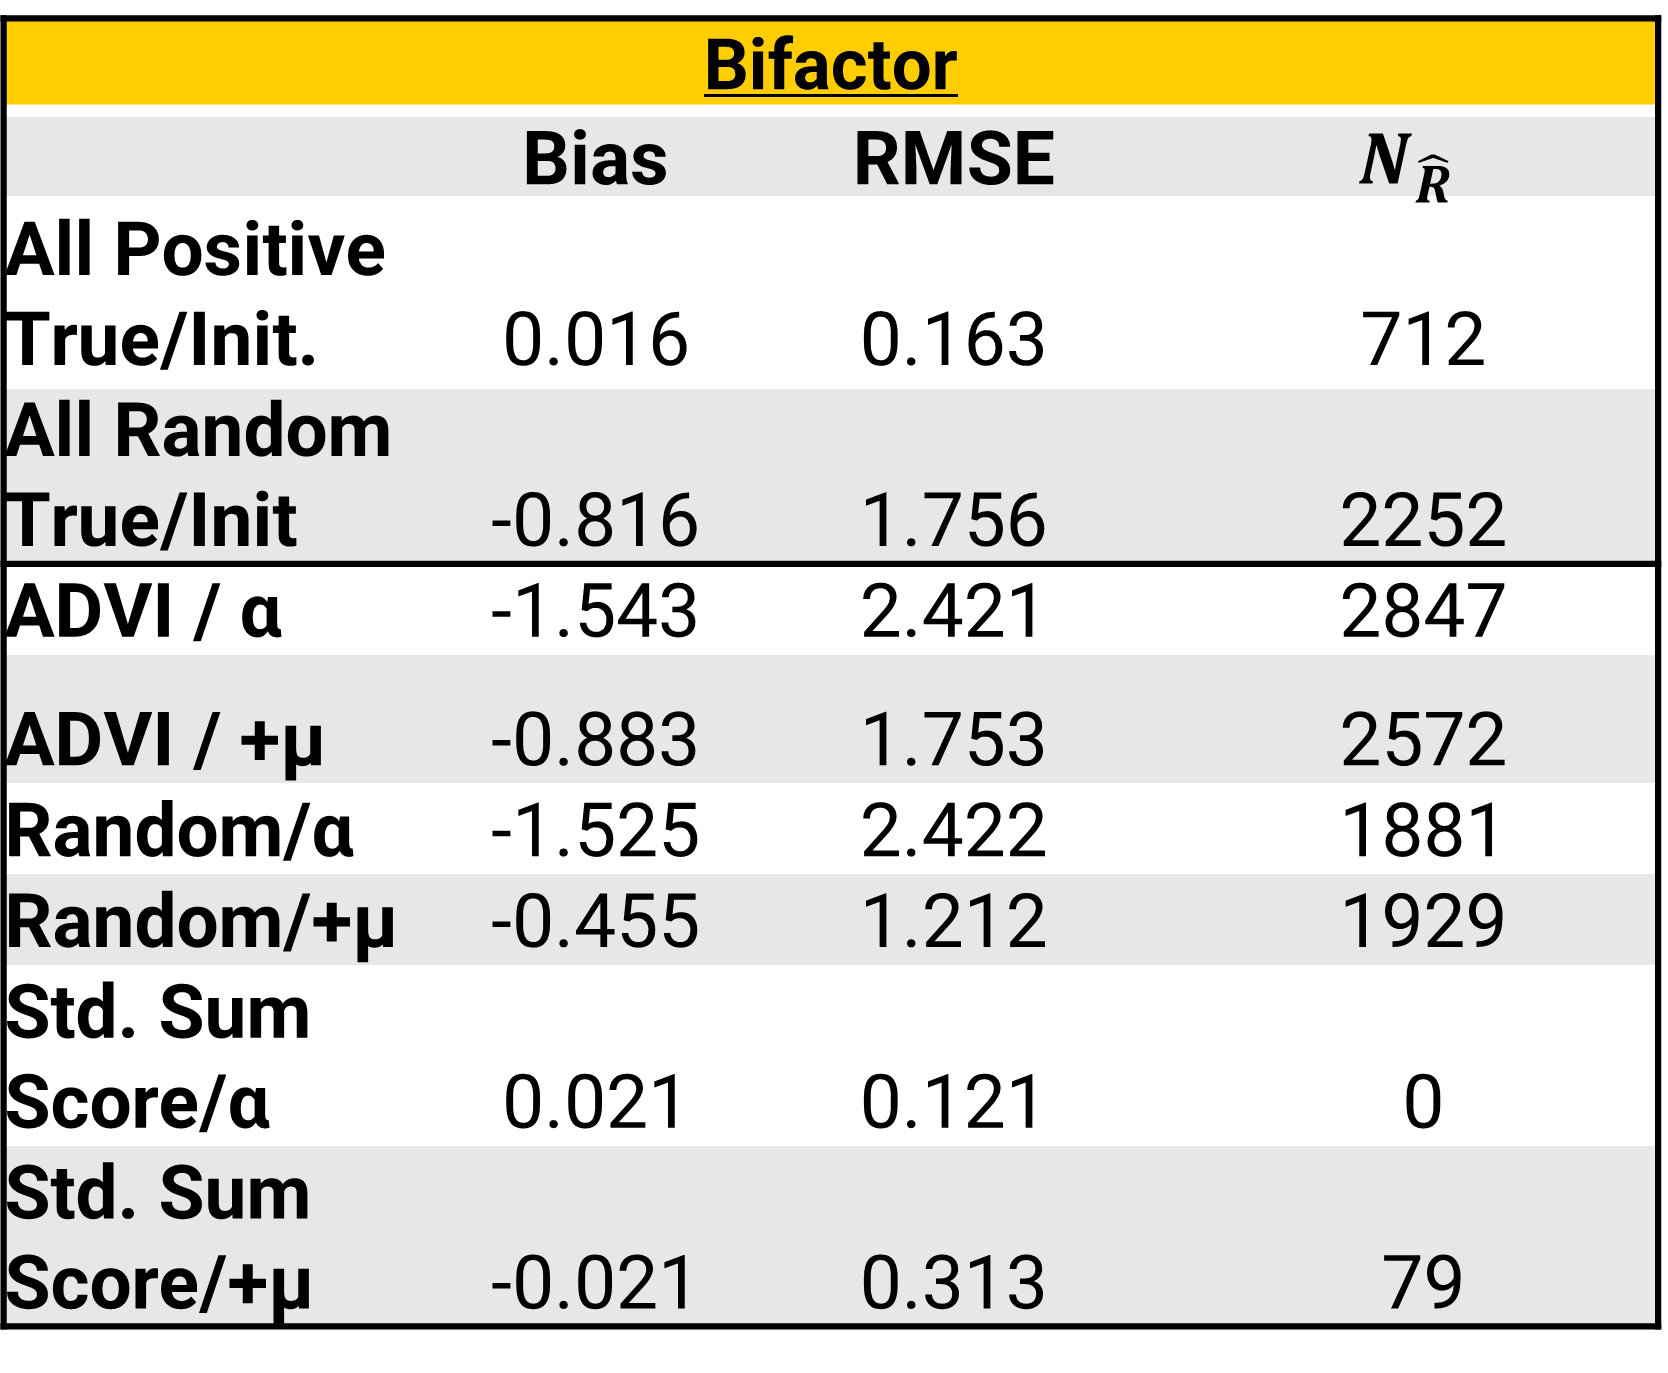 Bifactor
Bias RMSE N_R̂
All Positive
True/Init. 0.016 0.163 712
All Random
True/Init -0.816 1.756 2252
ADVI / α -1.543 2.421 2847
ADVI / +μ -0.883 1.753 2572
Random/α -1.525 2.422 1881
Random/+μ -0.455 1.212 1929
Std. Sum
Score/α 0.021 0.121 0
Std. Sum
Score/+μ -0.021 0.313 79